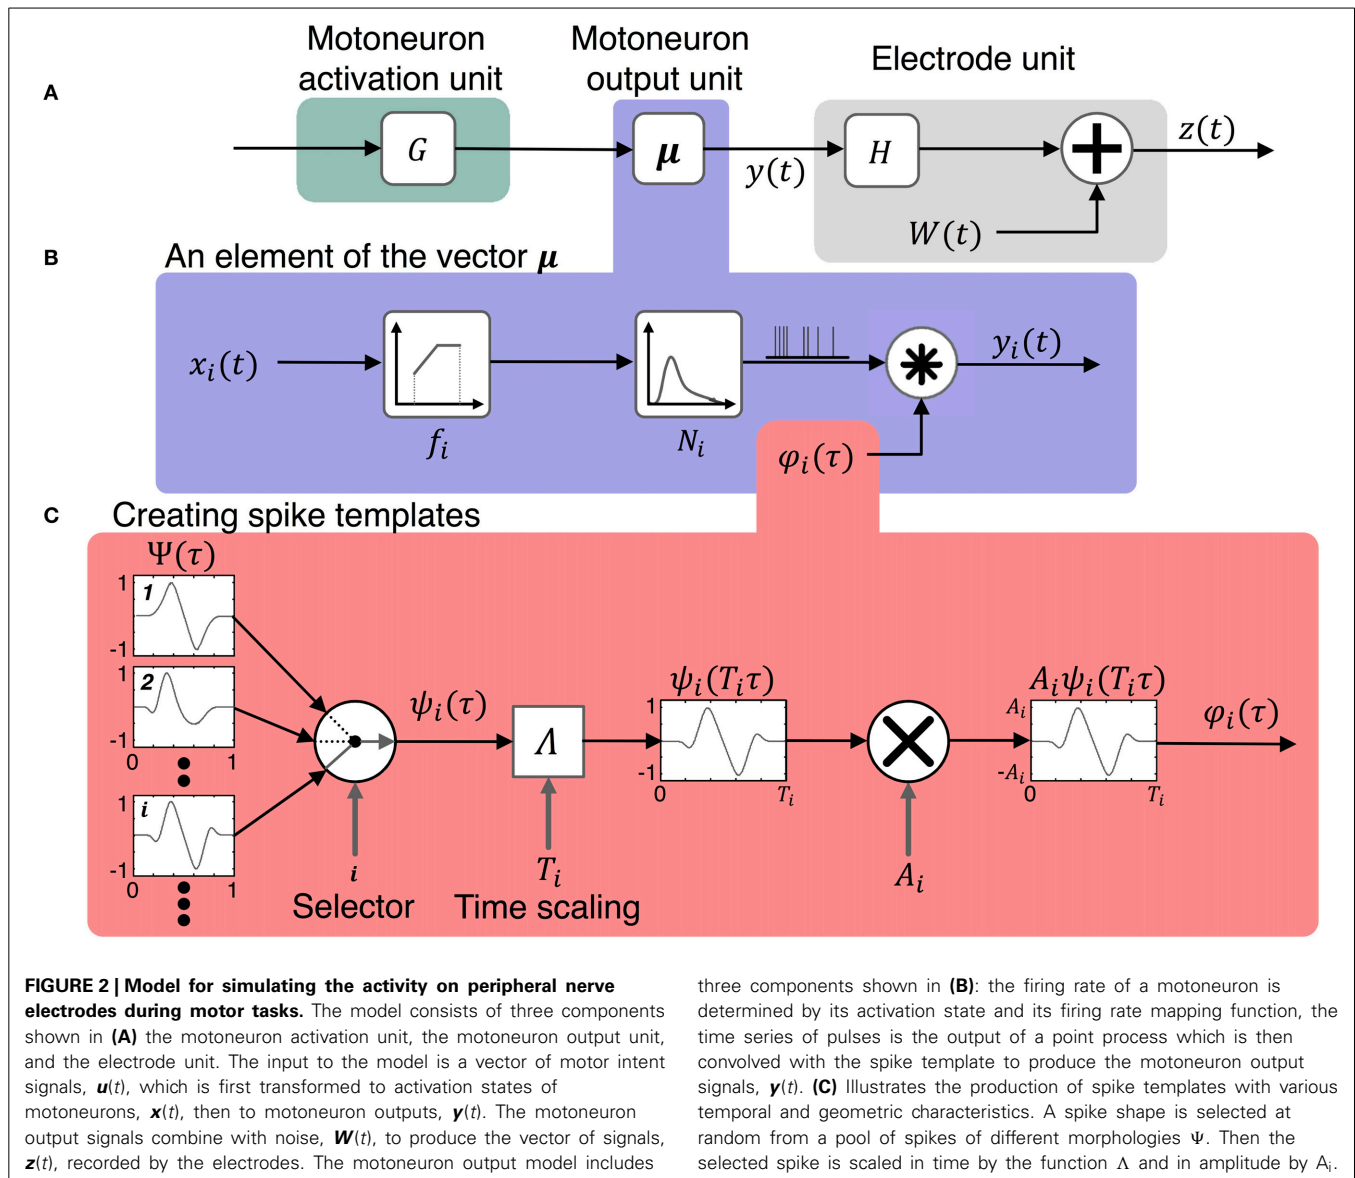 Motoneuron
activation unit
Motoneuron
output unit
Electrode unit
A
G
μ
y(t)
H
z(t)
W(t)
B
An element of the vector μ
x_i(t)
f_i
N_i
y_i(t)
φ_i(τ)
C
Creating spike templates
Ψ(τ)
1
1
-1
1
2
-1
0 1
1
i
-1
0 1
i
Selector
ψ_i(τ)
Λ
T_i
Time scaling
ψ_i(T_iτ)
1
-1
0 T_i
A_i
A_iψ_i(T_iτ)
A_i
-A_i
0 T_i
φ_i(τ)
FIGURE 2 | Model for simulating the activity on peripheral nerve
electrodes during motor tasks. The model consists of three components
shown in (A) the motoneuron activation unit, the motoneuron output unit,
and the electrode unit. The input to the model is a vector of motor intent
signals, u(t), which is first transformed to activation states of
motoneurons, x(t), then to motoneuron outputs, y(t). The motoneuron
output signals combine with noise, W(t), to produce the vector of signals,
z(t), recorded by the electrodes. The motoneuron output model includes
three components shown in (B): the firing rate of a motoneuron is
determined by its activation state and its firing rate mapping function, the
time series of pulses is the output of a point process which is then
convolved with the spike template to produce the motoneuron output
signals, y(t). (C) Illustrates the production of spike templates with various
temporal and geometric characteristics. A spike shape is selected at
random from a pool of spikes of different morphologies Ψ. Then the
selected spike is scaled in time by the function Λ and in amplitude by A_i.